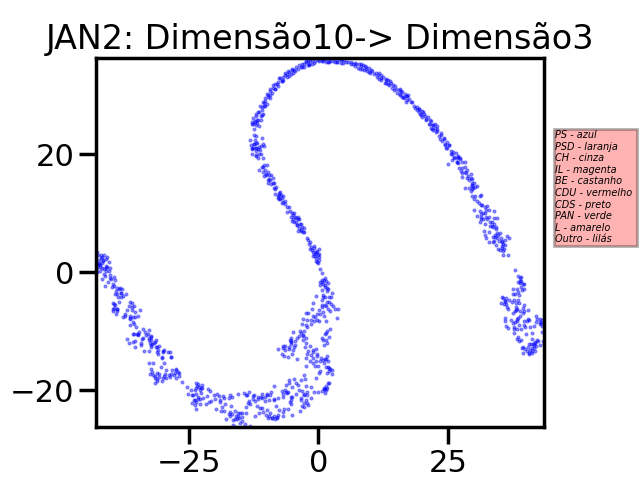 JAN2: Dimensão10-> Dimensão3
20
0
−20
−25
0
25
PS - azul
PSD - laranja
CH - cinza
IL - magenta
BE - castanho
CDU - vermelho
CDS - preto
PAN - verde
L - amarelo
Outro - lilás